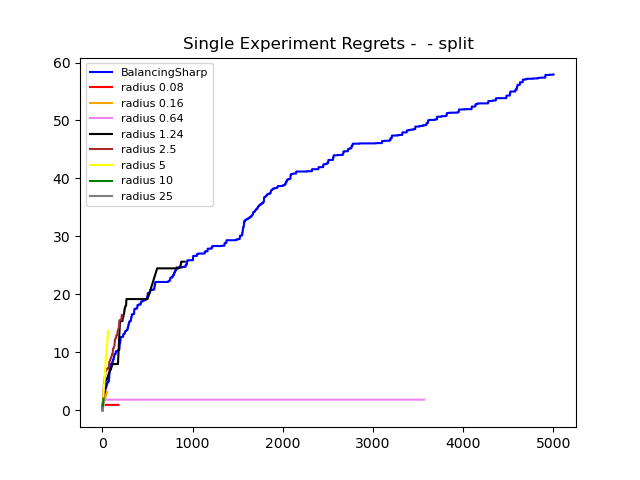 Single Experiment Regrets -  - split
60
50
40
30
20
10
0
BalancingSharp
radius 0.08
radius 0.16
radius 0.64
radius 1.24
radius 2.5
radius 5
radius 10
radius 25
0 1000 2000 3000 4000 5000